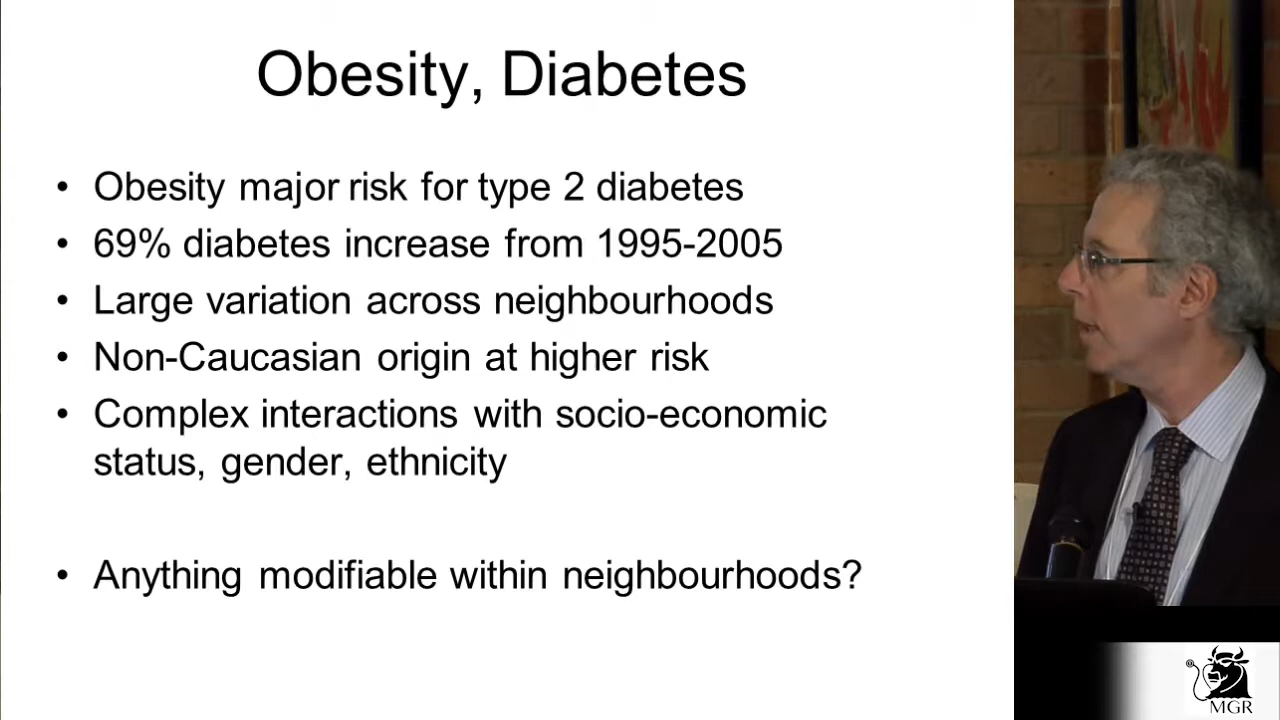 Obesity, Diabetes
• Obesity major risk for type 2 diabetes
• 69% diabetes increase from 1995-2005
• Large variation across neighbourhoods
• Non-Caucasian origin at higher risk
• Complex interactions with socio-economic
status, gender, ethnicity
• Anything modifiable within neighbourhoods?
MGR